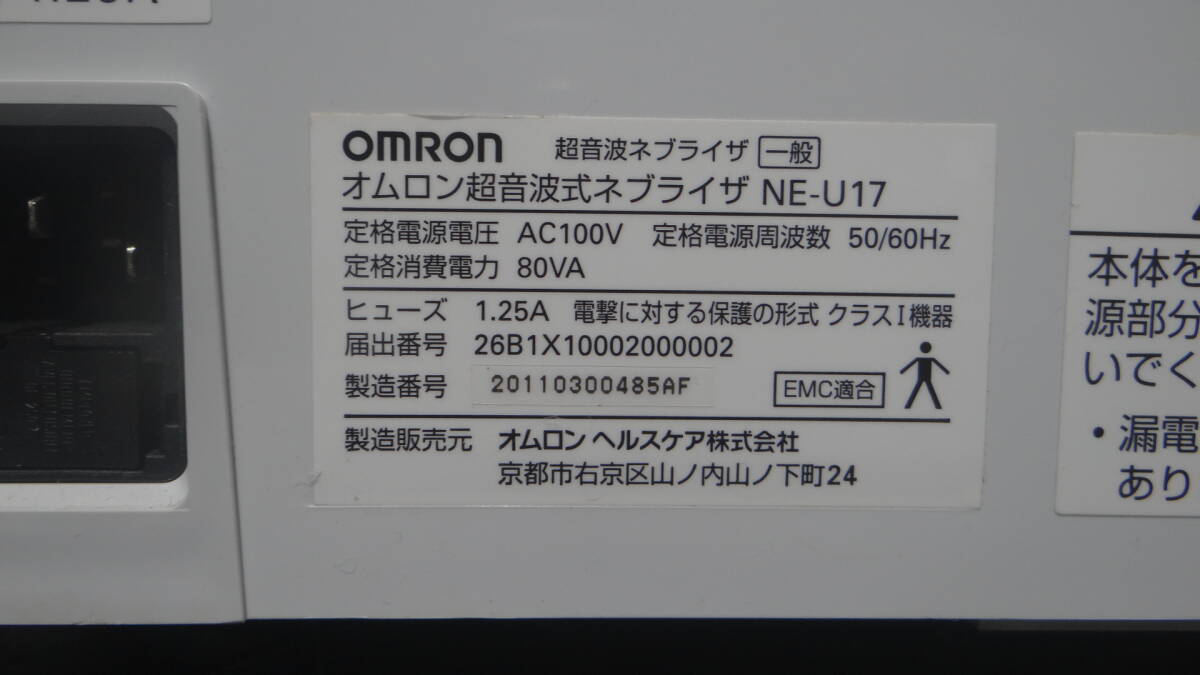 OMRON 超音波ネブライザ 一般
オムロン超音波式ネブライザ NE-U17
定格電源電圧 AC100V 定格電源周波数 50/60Hz
定格消費電力 80VA
ヒューズ 1.25A 電撃に対する保護の形式 クラスI機器
届出番号 26B1X10002000002
製造番号 20110300485AF EMC適合
製造販売元 オムロン ヘルスケア株式会社
京都市右京区山ノ内山ノ下町24
本体を
源部分
いでく
・漏電
あり